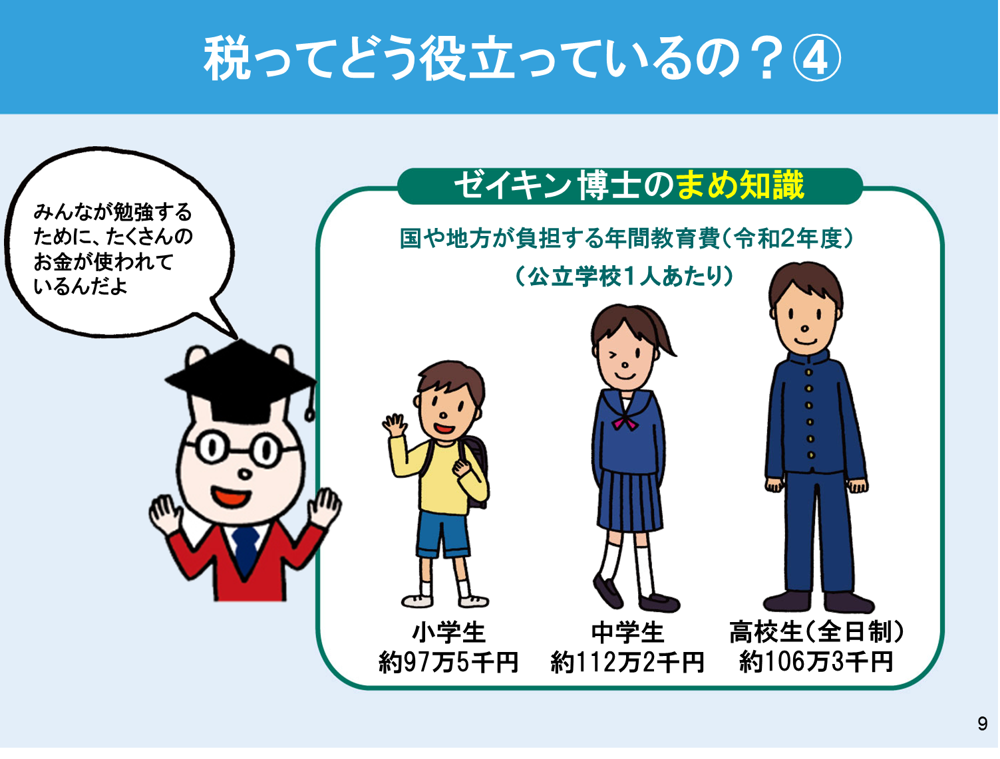 税ってどう役立っているの？④
みんなが勉強する
ために、たくさんの
お金が使われて
いるんだよ
ゼイキン博士のまめ知識
国や地方が負担する年間教育費（令和2年度）
（公立学校1人あたり）
小学生
約97万5千円
中学生
約112万2千円
高校生（全日制）
約106万3千円
9